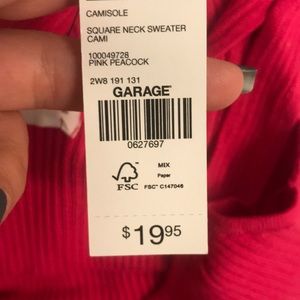 CAMISOLE
SQUARE NECK SWEATER
CAMI
100049728
PINK PEACOCK
2W8 191 131
GARAGE
0627697
FSC
MIX
Paper
FSC™ C147046
$19.95